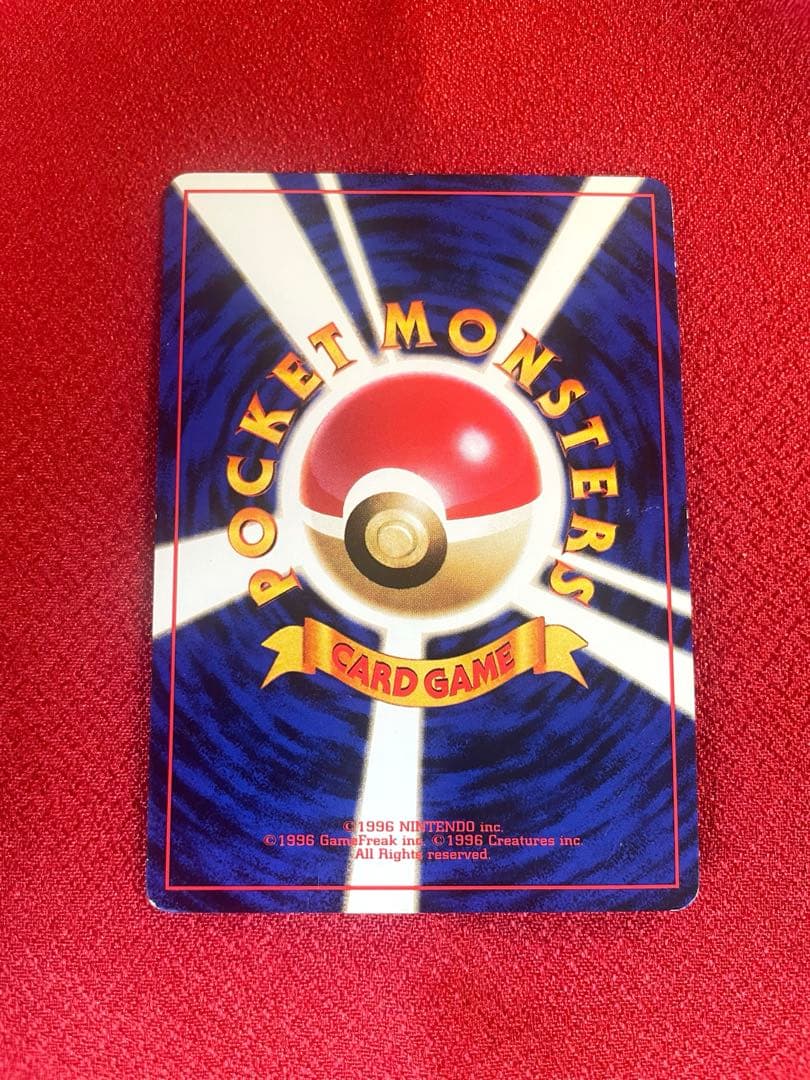 POCKET MONSTERS
CARD GAME
©1996 NINTENDO inc.
©1996 GameFreak inc. ©1996 Creatures inc.
All Rights reserved.